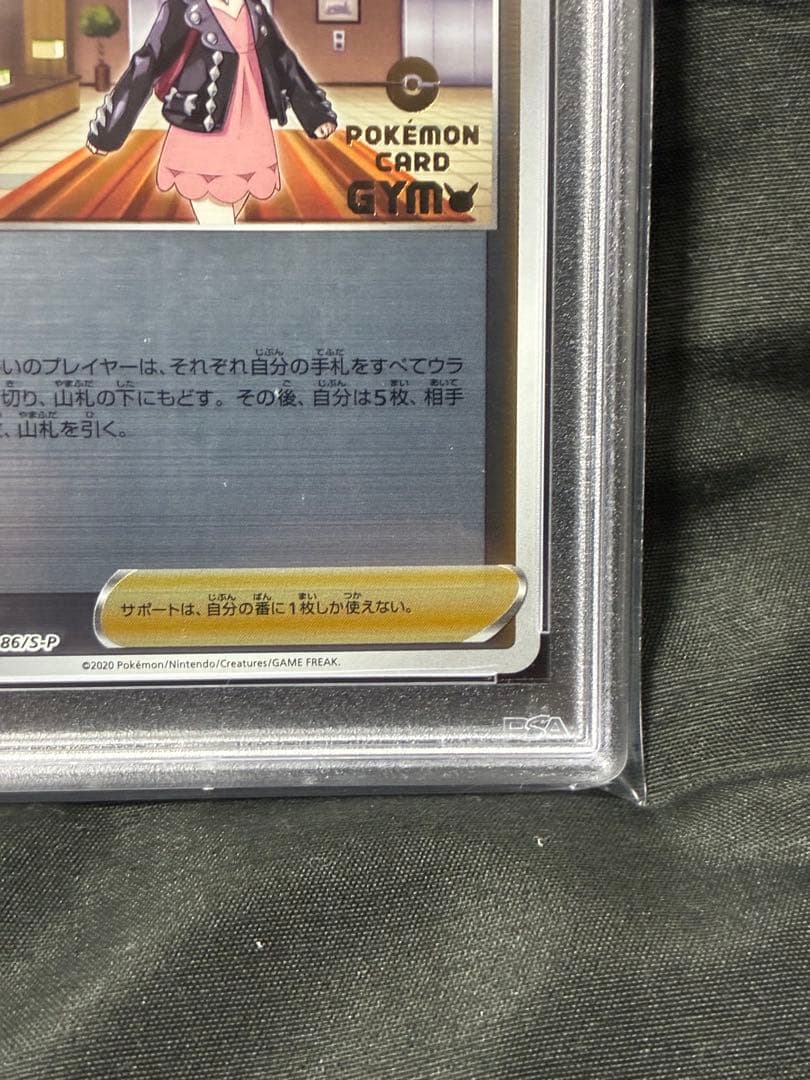 POKÉMON
CARD
GYM
いのプレイヤーは、それぞれ自分の手札をすべてウラ
切り、山札の下にもどす。その後、自分は5枚、相手
、山札を引く。
サポートは、自分の番に1枚しか使えない。
86/S-P
©2020 Pokémon/Nintendo/Creatures/GAME FREAK.
PSA